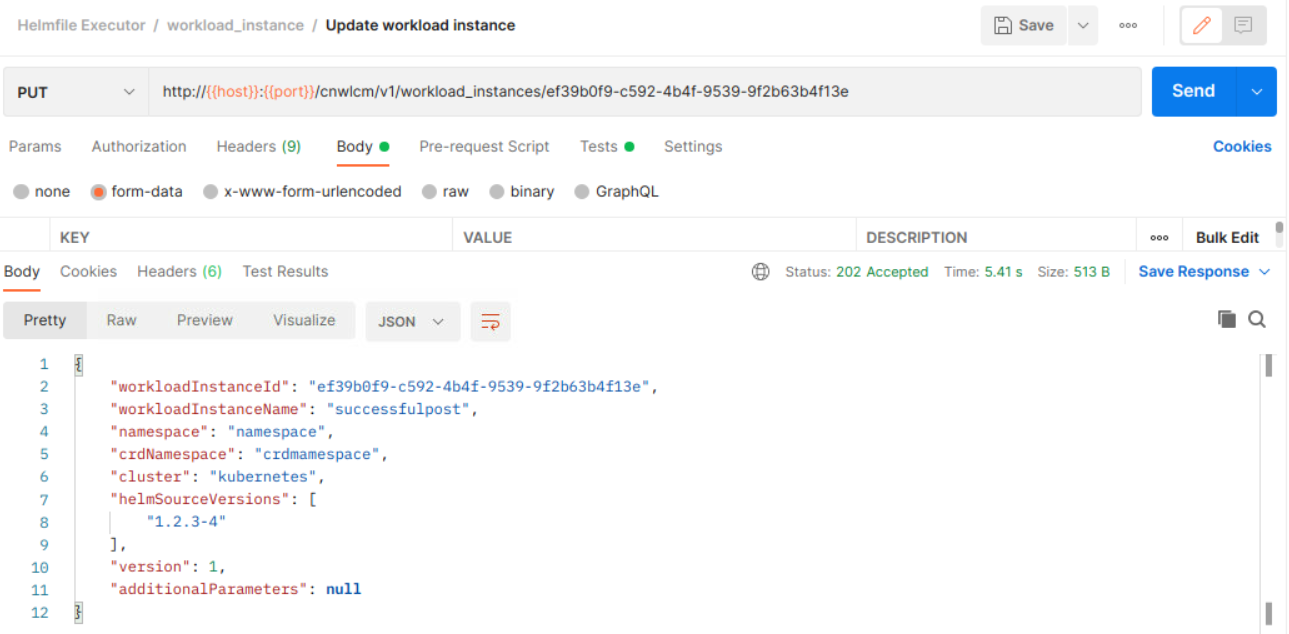 Helmfile Executor / workload_instance / Update workload instance
Save
PUT http://{{host}}:{{port}}/cnwlcm/v1/workload_instances/ef39b0f9-c592-4b4f-9539-9f2b63b4f13e Send
Params Authorization Headers (9) Body Pre-request Script Tests Settings Cookies
none form-data x-www-form-urlencoded raw binary GraphQL
KEY VALUE DESCRIPTION Bulk Edit
Body Cookies Headers (6) Test Results Status: 202 Accepted Time: 5.41 s Size: 513 B Save Response
Pretty Raw Preview Visualize JSON
1 {
2 "workloadInstanceId": "ef39b0f9-c592-4b4f-9539-9f2b63b4f13e",
3 "workloadInstanceName": "successfulpost",
4 "namespace": "namespace",
5 "crdNamespace": "crdmamespace",
6 "cluster": "kubernetes",
7 "helmSourceVersions": [
8 "1.2.3-4"
9 ],
10 "version": 1,
11 "additionalParameters": null
12 }